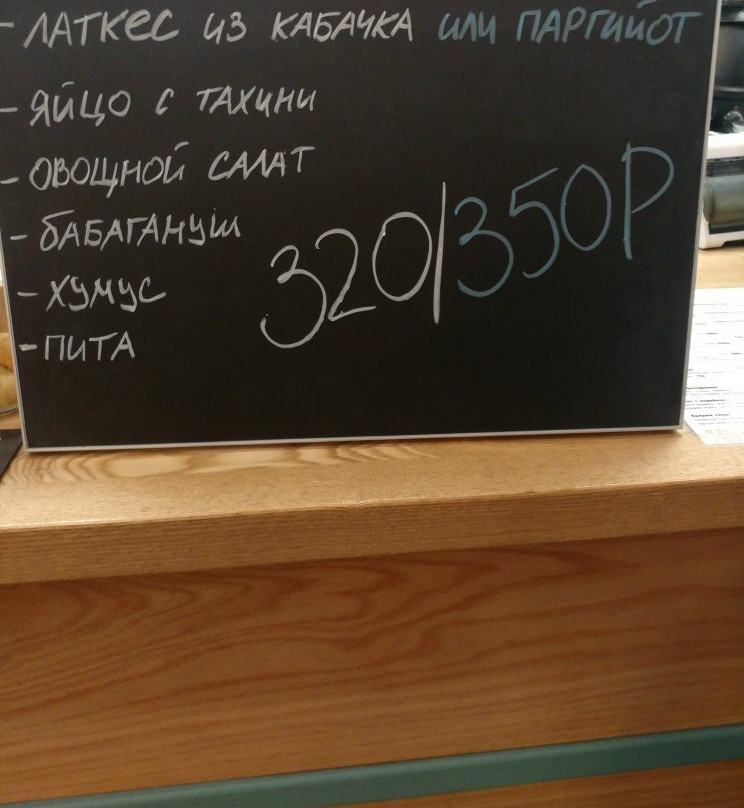 - ЛАТКЕС ИЗ КАБАЧКА ИЛИ ПАРГИЙОТ
- ЯЙЦО С ТАХИНИ
- ОВОЩНОЙ САЛАТ
- БАБАГАНУШ
- ХУМУС
- ПИТА
320|350Р